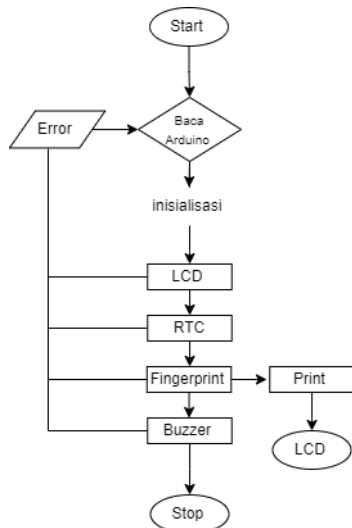 Start
Error
Baca
Arduino
inisialisasi
LCD
RTC
Fingerprint
Print
Buzzer
LCD
Stop